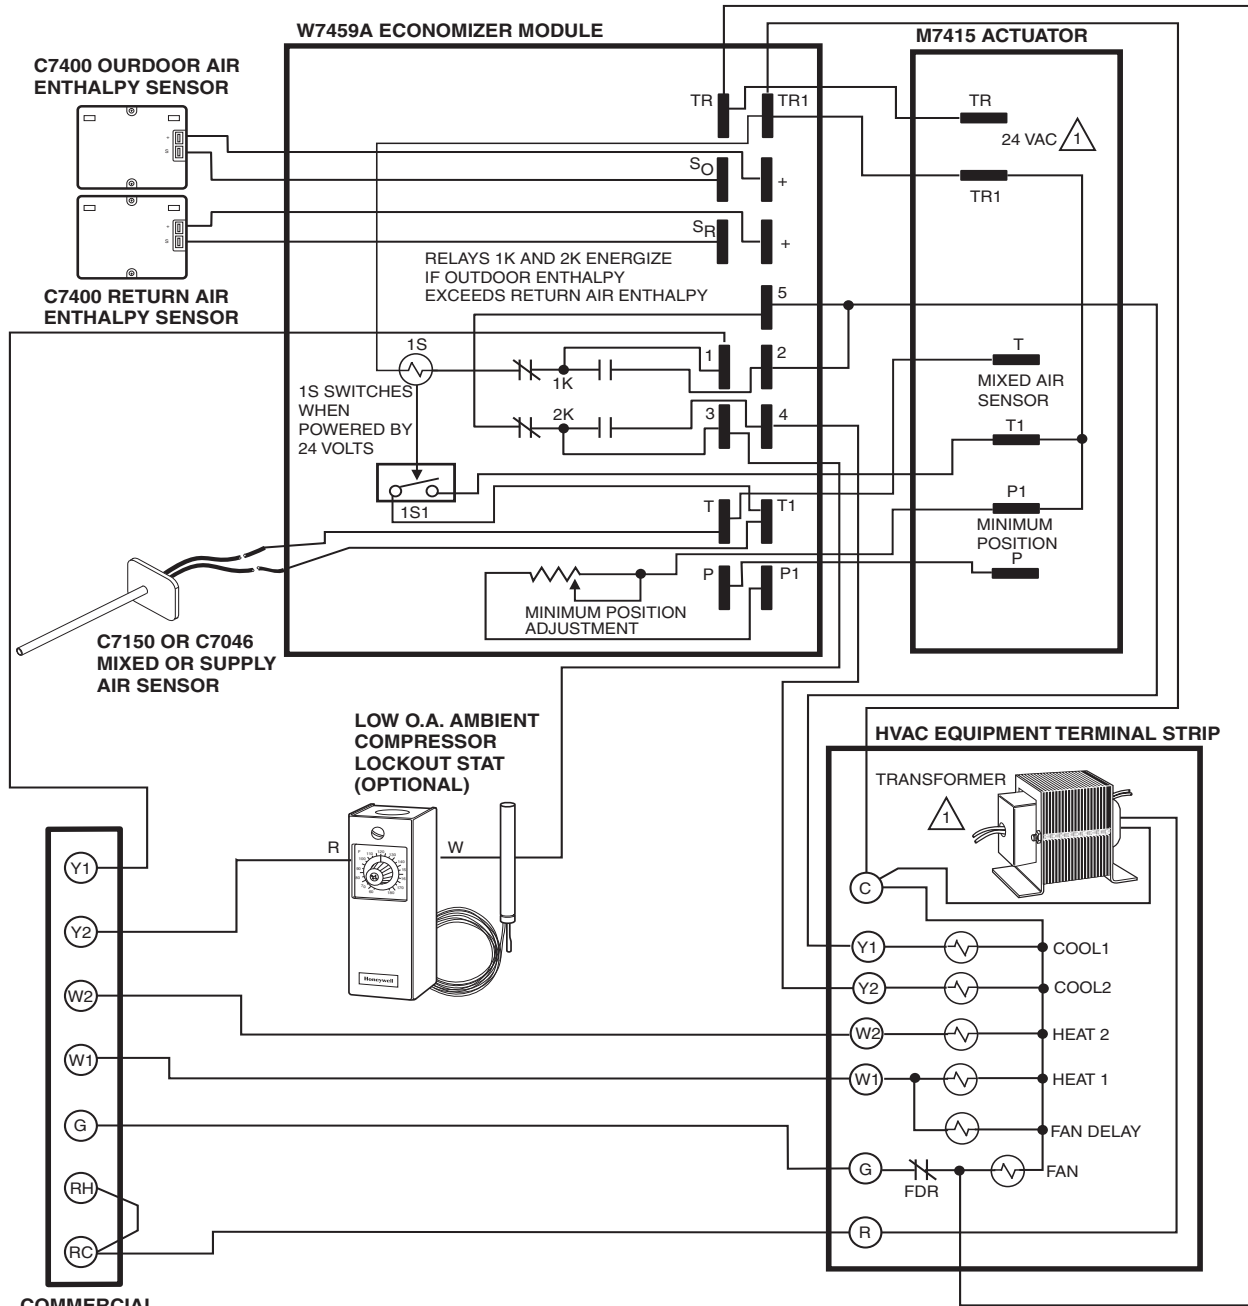 W7459A ECONOMIZER MODULE
M7415 ACTUATOR
C7400 OURDOOR AIR
ENTHALPY SENSOR
+
S
+
S
C7400 RETURN AIR
ENTHALPY SENSOR
TR
TR1
SO
+
SR
+
RELAYS 1K AND 2K ENERGIZE
IF OUTDOOR ENTHALPY
EXCEEDS RETURN AIR ENTHALPY
5
1S
1
2
1K
1S SWITCHES
WHEN
POWERED BY
24 VOLTS
2K
3
4
1S1
T
T1
P
P1
MINIMUM POSITION
ADJUSTMENT
TR
24 VAC
1
TR1
T
MIXED AIR
SENSOR
T1
P1
MINIMUM
POSITION
P
C7150 OR C7046
MIXED OR SUPPLY
AIR SENSOR
LOW O.A. AMBIENT
COMPRESSOR
LOCKOUT STAT
(OPTIONAL)
R
W
Honeywell
HVAC EQUIPMENT TERMINAL STRIP
TRANSFORMER
1
C
Y1
COOL1
Y2
COOL2
W2
HEAT 2
W1
HEAT 1
FAN DELAY
G
FDR
FAN
R
Y1
Y2
W2
W1
G
RH
RC
COMMERCIAL